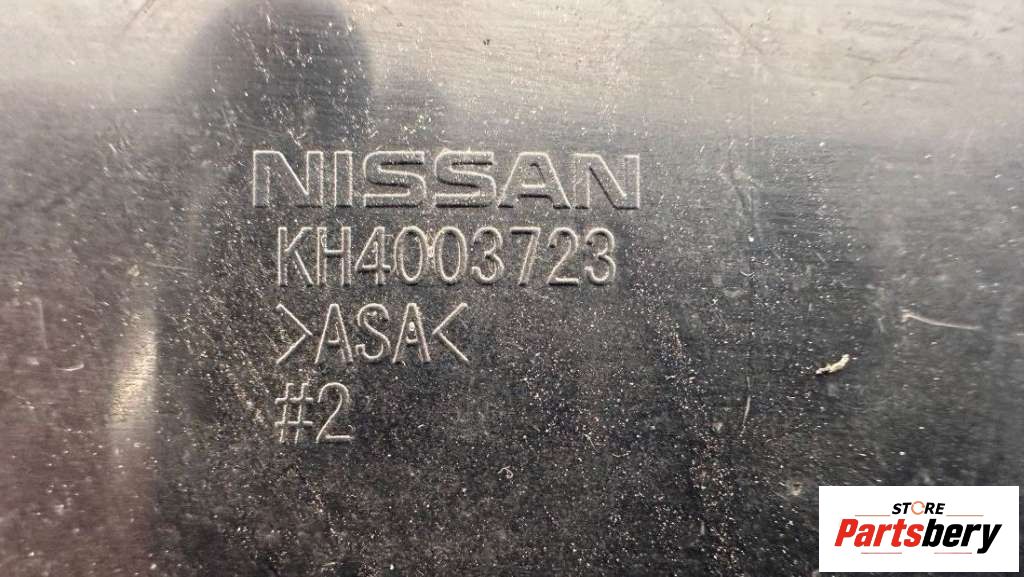 NISSAN
KH4003723
>ASA<
#2
STORE
Partsbery